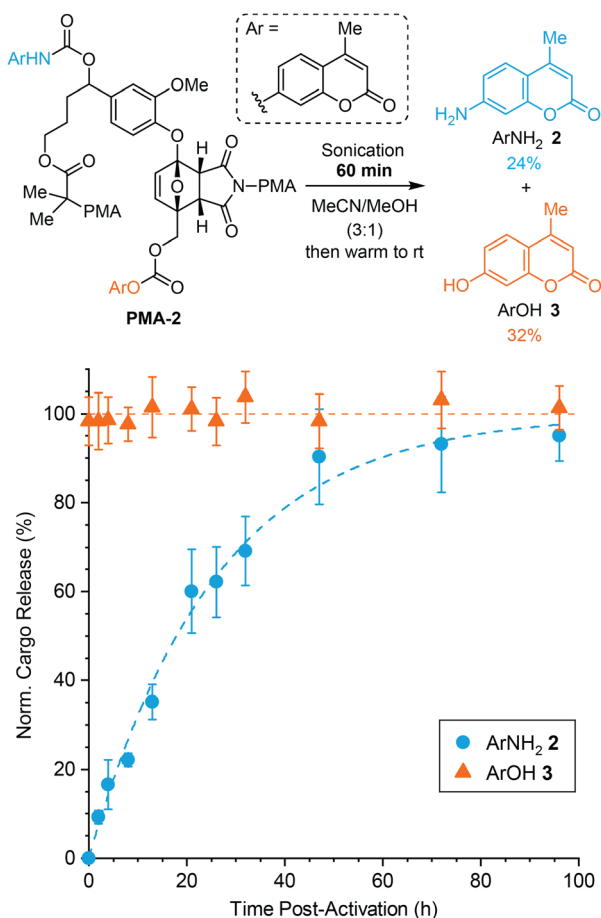 ArHN
O
O
OMe
O
O
O
Me
Me
PMA
O
H
O
O
N–PMA
H
O
ArO
O
O
PMA-2
Ar =
Me
O
O
Sonication
60 min
MeCN/MeOH
(3:1)
then warm to rt
Me
H2N
O
O
ArNH2 2
24%
+
Me
HO
O
O
ArOH 3
32%
Norm. Cargo Release (%)
100
80
60
40
20
0
ArNH2 2
ArOH 3
0 20 40 60 80 100
Time Post-Activation (h)